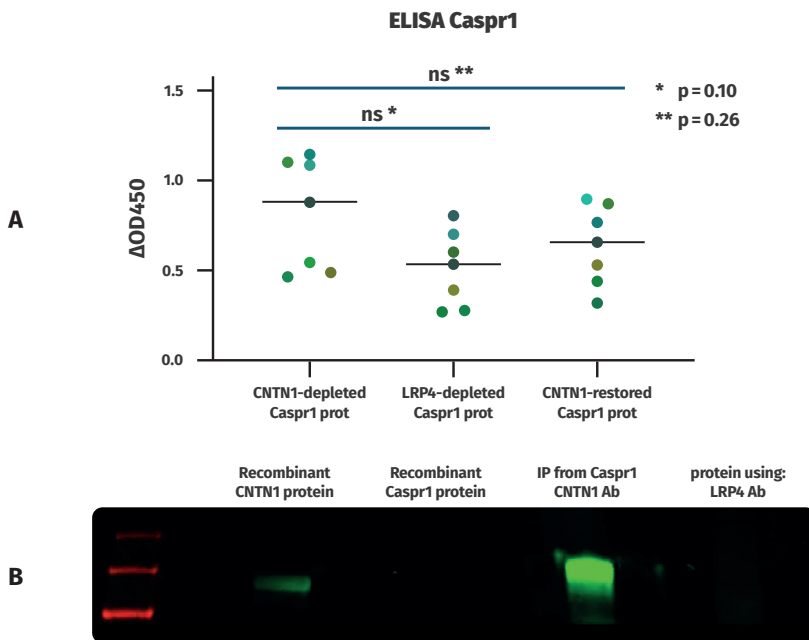 ELISA Caspr1
ns **
* p = 0.10
** p = 0.26
ns *
A
ΔOD450
1.5
1.0
0.5
0.0
CNTN1-depleted
Caspr1 prot
LRP4-depleted
Caspr1 prot
CNTN1-restored
Caspr1 prot
Recombinant
CNTN1 protein
Recombinant
Caspr1 protein
IP from Caspr1
CNTN1 Ab
protein using:
LRP4 Ab
B